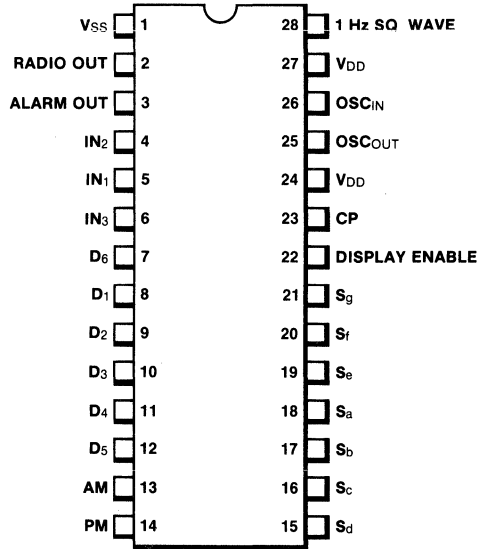 VSS 1 28 1 Hz SQ WAVE
RADIO OUT 2 27 VDD
ALARM OUT 3 26 OSCIN
IN2 4 25 OSCOUT
IN1 5 24 VDD
IN3 6 23 CP
D6 7 22 DISPLAY ENABLE
D1 8 21 Sg
D2 9 20 Sf
D3 10 19 Se
D4 11 18 Sa
D5 12 17 Sb
AM 13 16 Sc
PM 14 15 Sd